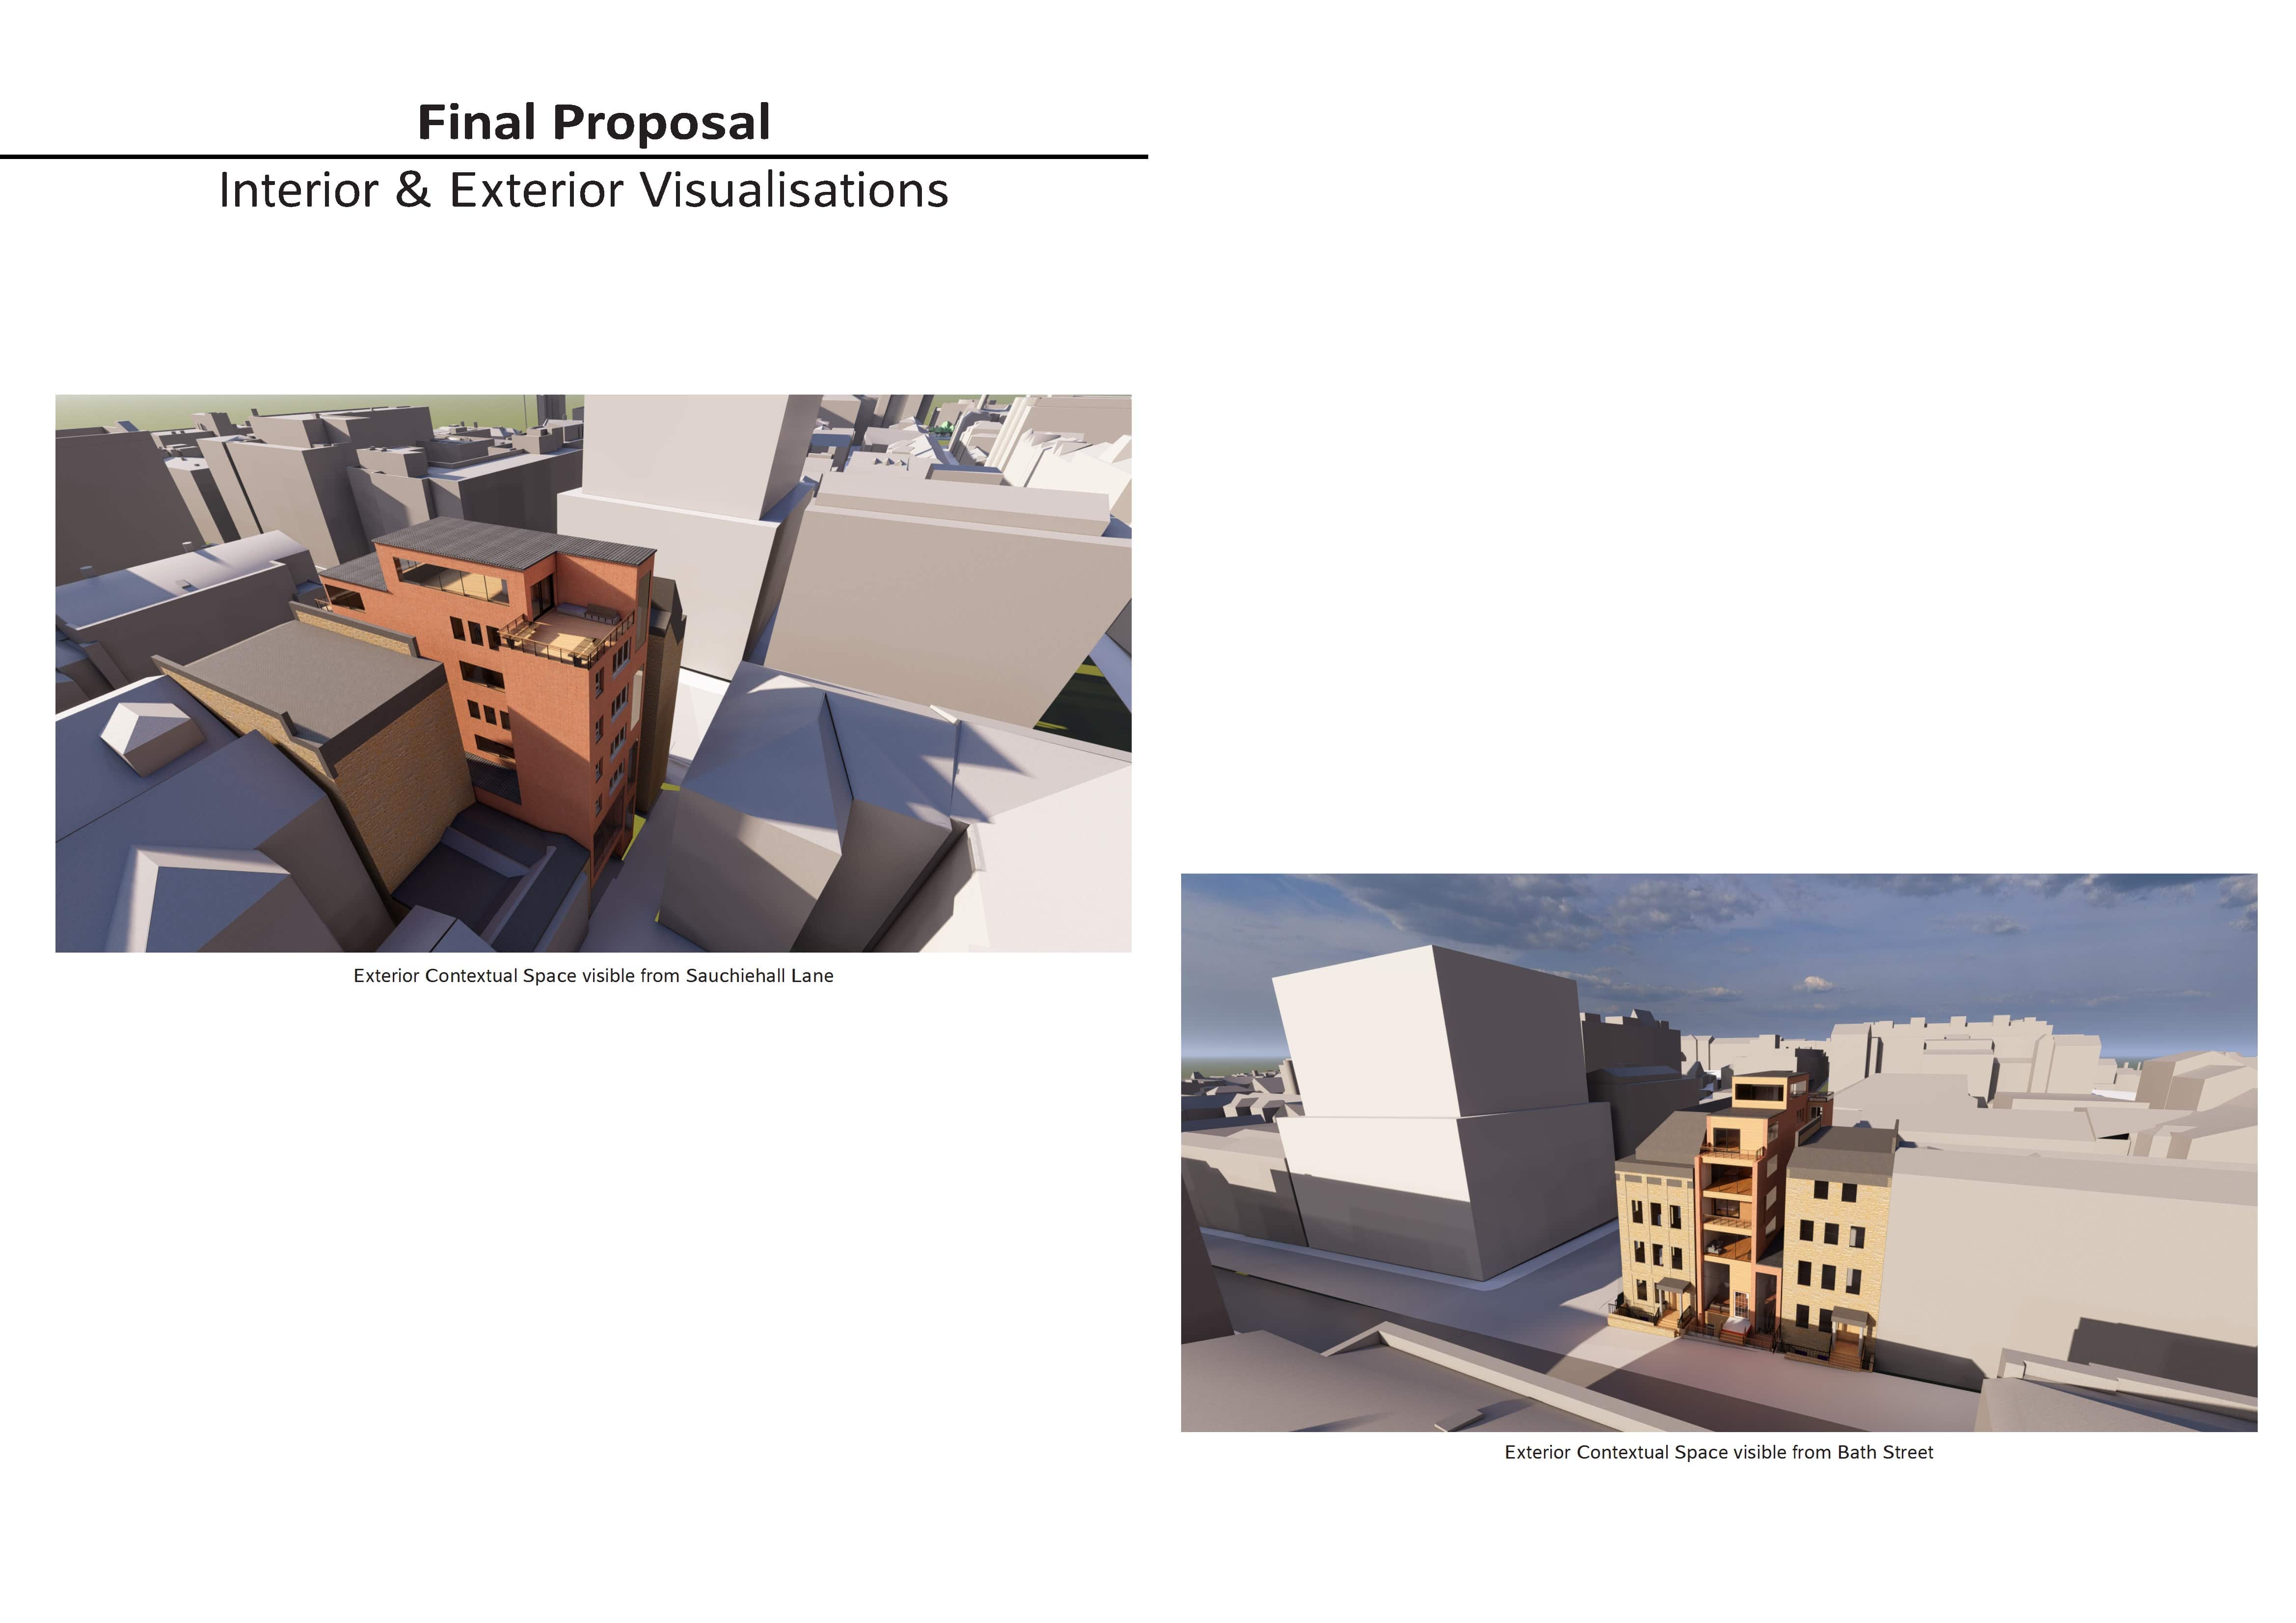 Final Proposal
Interior & Exterior Visualisations
Exterior Contextual Space visible from Sauchiehall Lane
Exterior Contextual Space visible from Bath Street